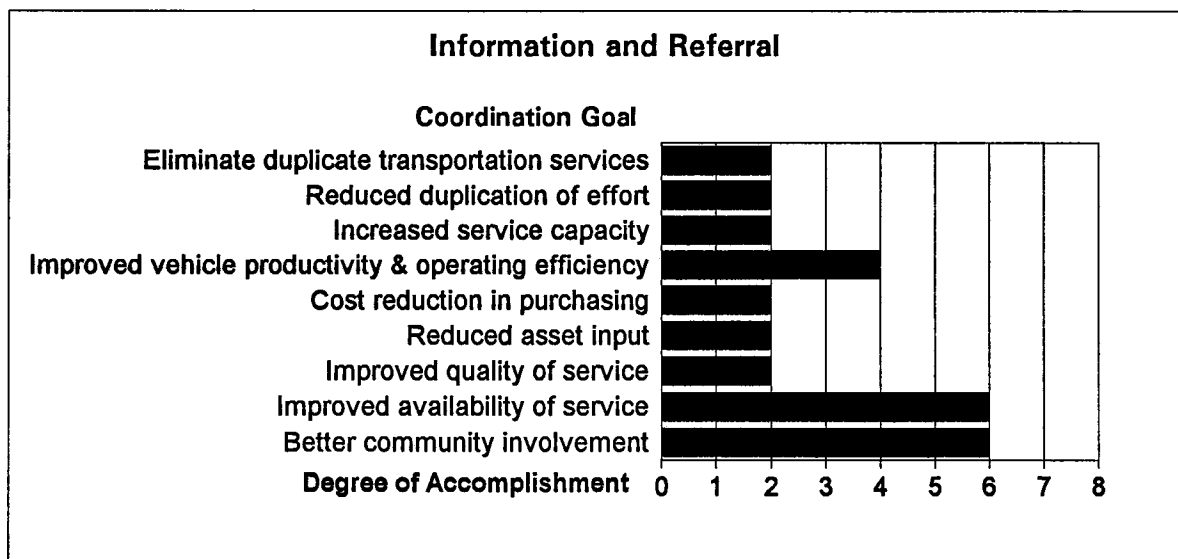 Information and Referral
Coordination Goal
Eliminate duplicate transportation services
Reduced duplication of effort
Increased service capacity
Improved vehicle productivity & operating efficiency
Cost reduction in purchasing
Reduced asset input
Improved quality of service
Improved availability of service
Better community involvement
Degree of Accomplishment 0 1 2 3 4 5 6 7 8